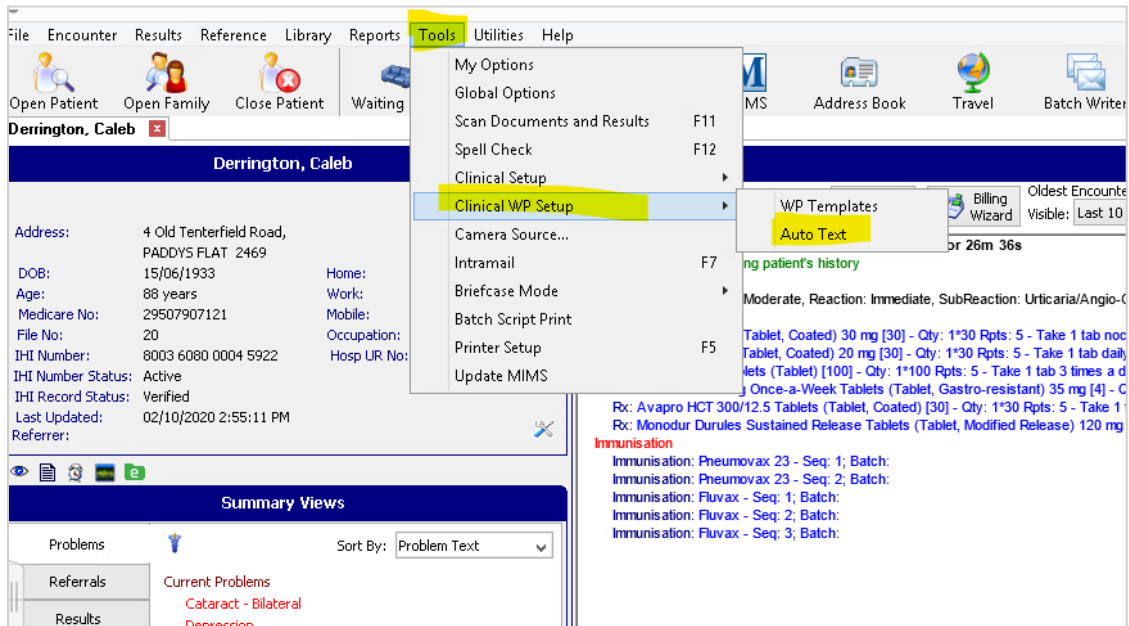 File Encounter Results Reference Library Reports Tools Utilities Help
Open Patient Open Family Close Patient Waiting MS Address Book Travel Batch Writer
Derrington, Caleb x
Derrington, Caleb
Address: 4 Old Tenterfield Road,
PADDYS FLAT 2469
DOB: 15/06/1933 Home:
Age: 88 years Work:
Medicare No: 29507907121 Mobile:
File No: 20 Occupation:
IHI Number: 8003 6080 0004 5922 Hosp UR No:
IHI Number Status: Active
IHI Record Status: Verified
Last Updated: 02/10/2020 2:55:11 PM
Referrer:
Summary Views
Problems Sort By: Problem Text
Referrals Current Problems
Cataract - Bilateral
Results Depression
My Options
Global Options
Scan Documents and Results F11
Spell Check F12
Clinical Setup
Clinical WP Setup
Camera Source...
Intramail F7
Briefcase Mode
Batch Script Print
Printer Setup F5
Update MIMS
WP Templates
Auto Text
Billing Wizard
Oldest Encounte
Visible: Last 10
or 26m 36s
ng patient's history
Moderate, Reaction: Immediate, SubReaction: Urticaria/Angio-
Tablet, Coated) 30 mg [30] - Qty: 1*30 Rpts: 5 - Take 1 tab noc
Tablet, Coated) 20 mg [30] - Qty: 1*30 Rpts: 5 - Take 1 tab daily
lets (Tablet) [100] - Qty: 1*100 Rpts: 5 - Take 1 tab 3 times a d
g Once-a-Week Tablets (Tablet, Gastro-resistant) 35 mg [4] -
Rx: Avapro HCT 300/12.5 Tablets (Tablet, Coated) [30] - Qty: 1*30 Rpts: 5 - Take 1
Rx: Monodur Durules Sustained Release Tablets (Tablet, Modified Release) 120 mg
Immunisation
Immunisation: Pneumovax 23 - Seq: 1; Batch:
Immunisation: Pneumovax 23 - Seq: 2; Batch:
Immunisation: Fluvax - Seq: 1; Batch:
Immunisation: Fluvax - Seq: 2; Batch:
Immunisation: Fluvax - Seq: 3; Batch: